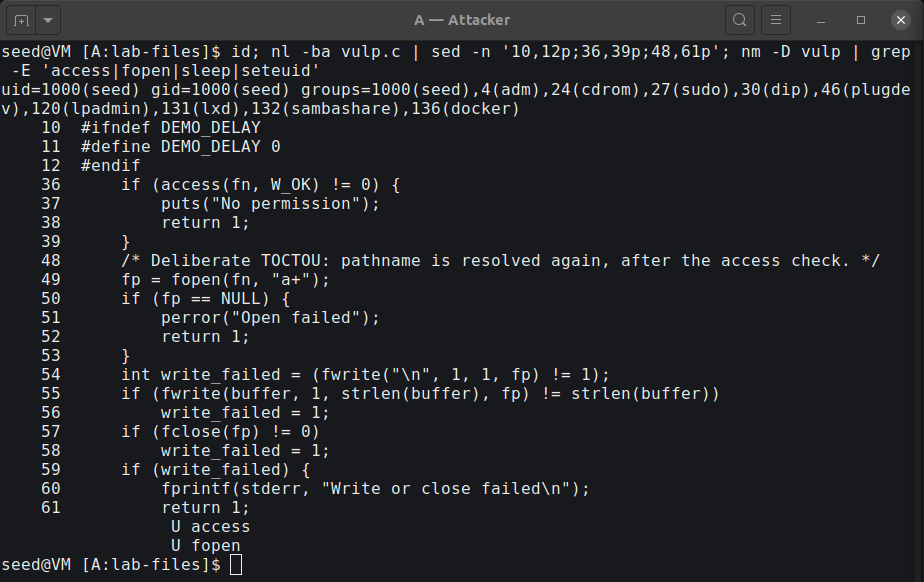 A — Attacker
seed@VM [A:lab-files]$ id; nl -ba vulp.c | sed -n '10,12p;36,39p;48,61p'; nm -D vulp | grep
 -E 'access|fopen|sleep|seteuid'
uid=1000(seed) gid=1000(seed) groups=1000(seed),4(adm),24(cdrom),27(sudo),30(dip),46(plugde
v),120(lpadmin),131(lxd),132(sambashare),136(docker)
    10  #ifndef DEMO_DELAY
    11  #define DEMO_DELAY 0
    12  #endif
    36      if (access(fn, W_OK) != 0) {
    37          puts("No permission");
    38          return 1;
    39      }
    48      /* Deliberate TOCTOU: pathname is resolved again, after the access check. */
    49      fp = fopen(fn, "a+");
    50      if (fp == NULL) {
    51          perror("Open failed");
    52          return 1;
    53      }
    54      int write_failed = (fwrite("\n", 1, 1, fp) != 1);
    55      if (fwrite(buffer, 1, strlen(buffer), fp) != strlen(buffer))
    56          write_failed = 1;
    57      if (fclose(fp) != 0)
    58          write_failed = 1;
    59      if (write_failed) {
    60          fprintf(stderr, "Write or close failed\n");
    61          return 1;
                 U access
                 U fopen
seed@VM [A:lab-files]$